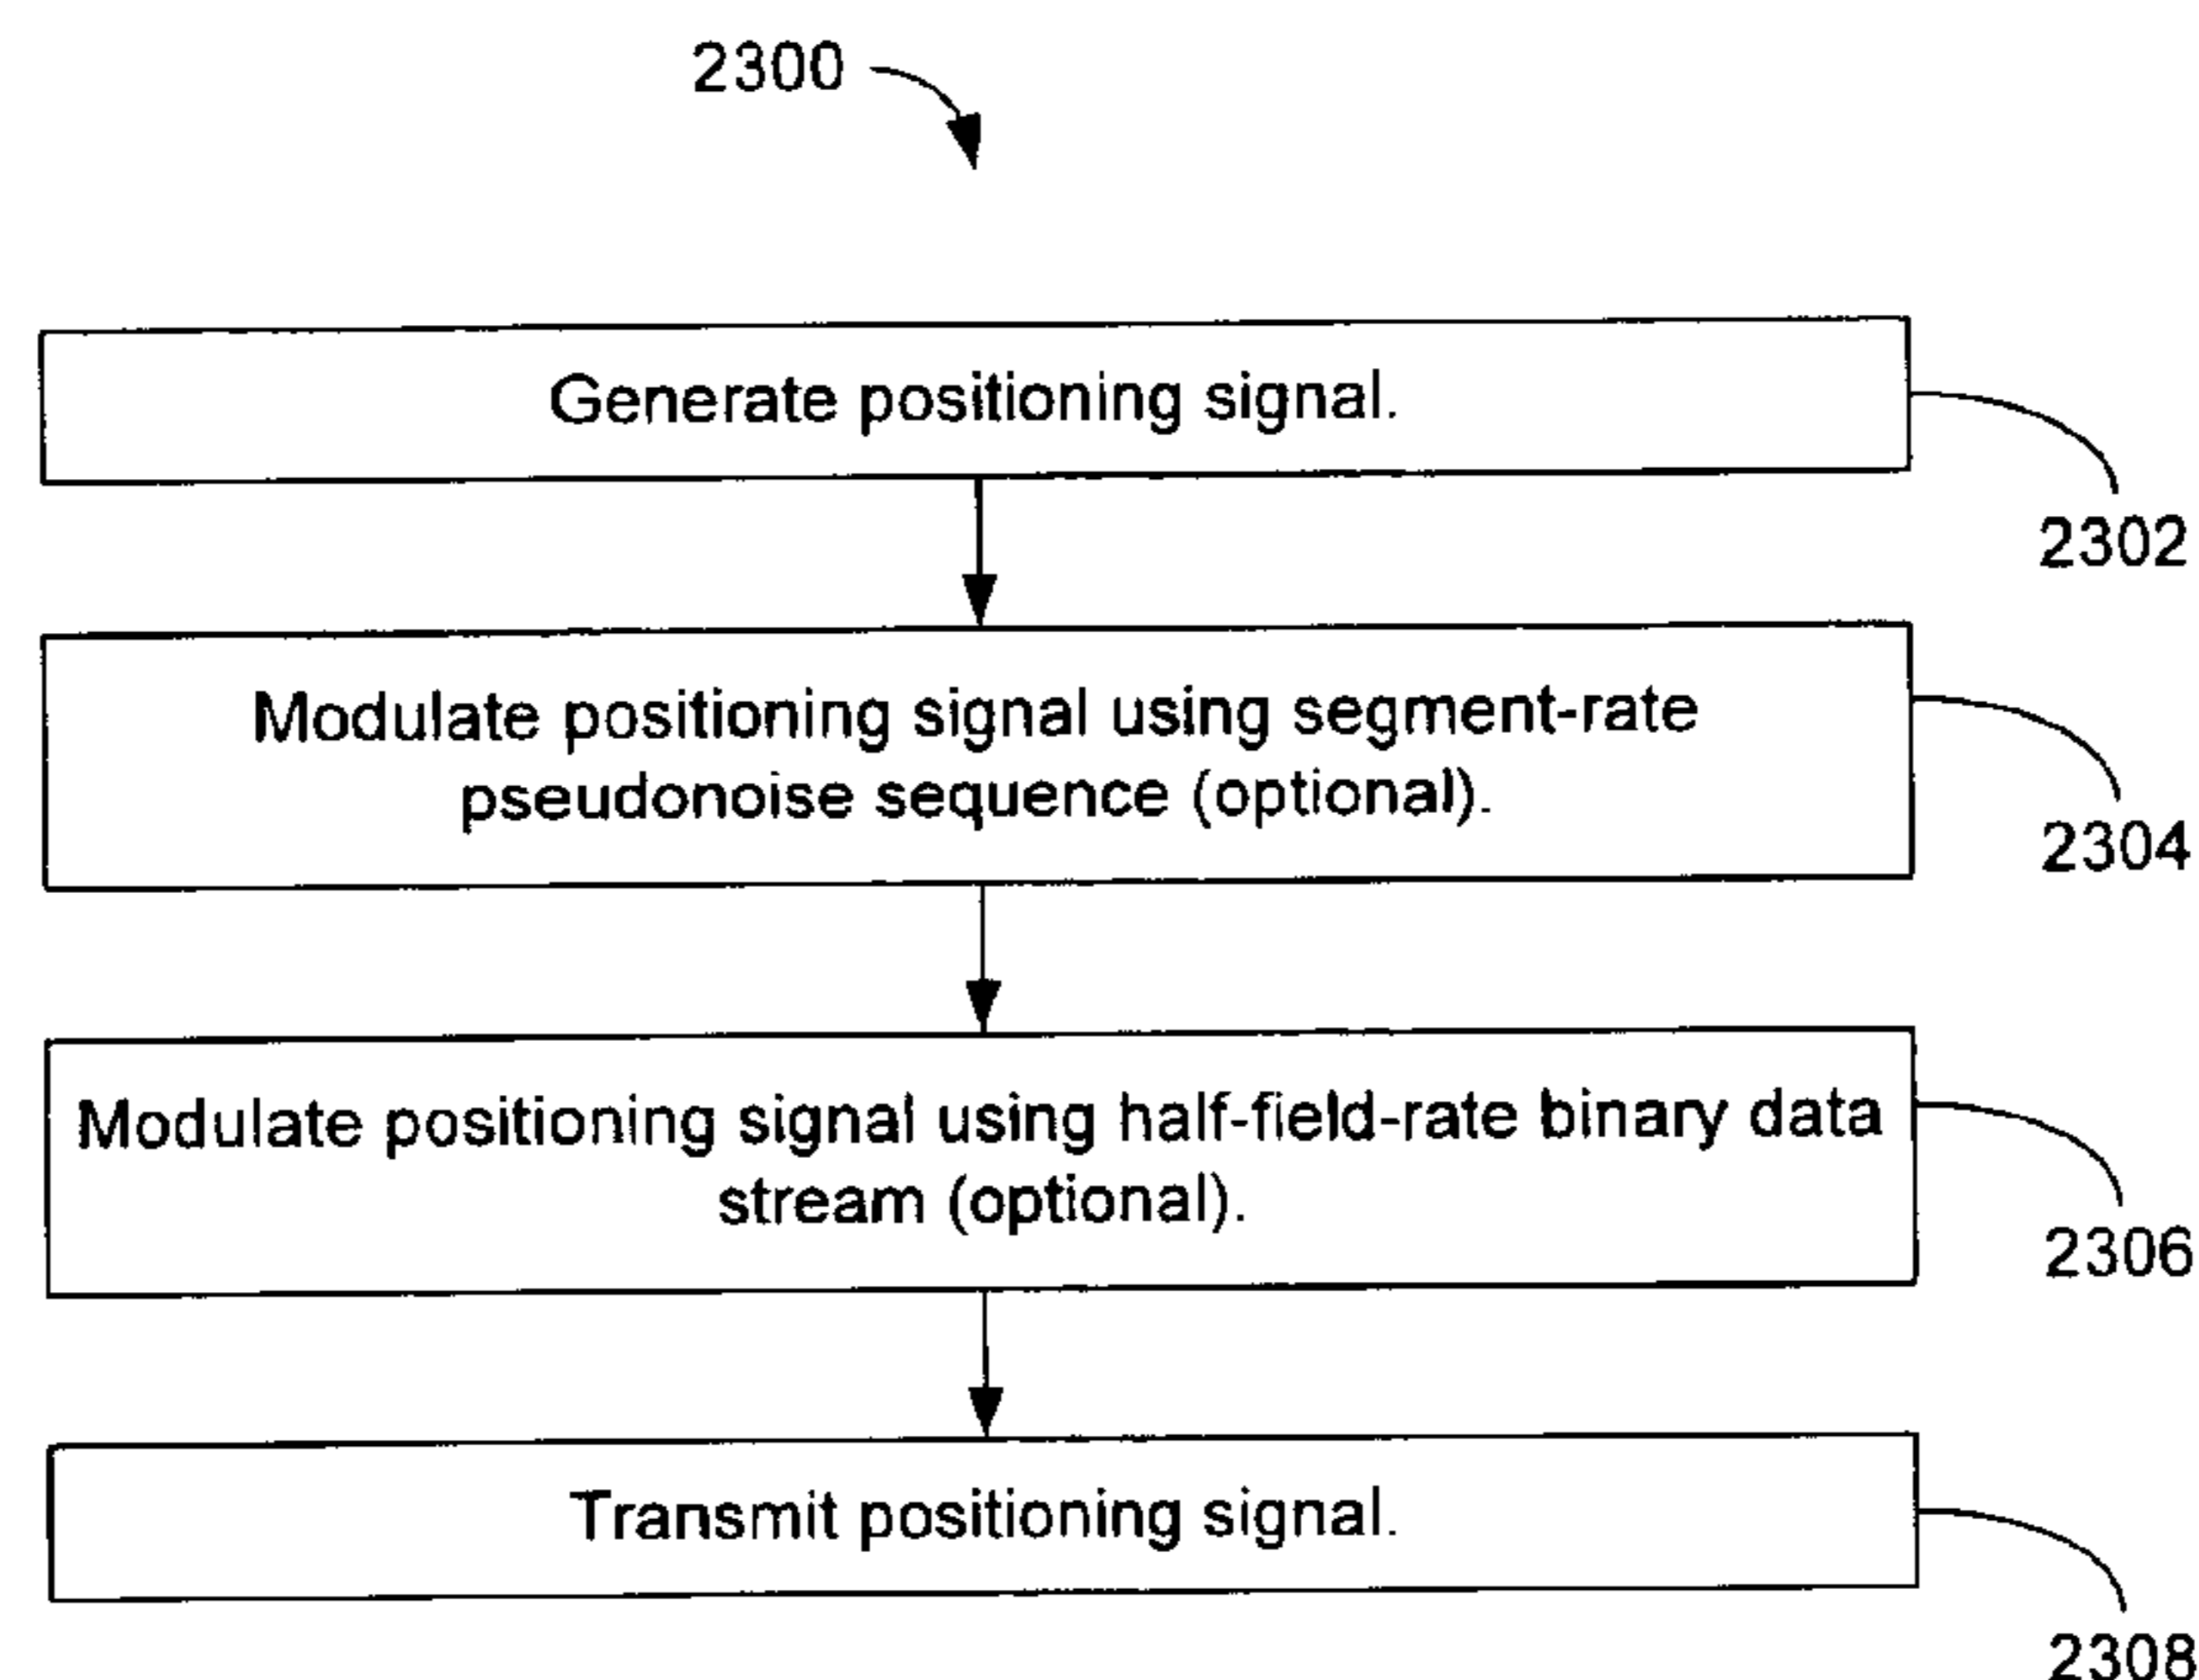 2300
Generate positioning signal.
2302
Modulate positioning signal using segment-rate
pseudonoise sequence (optional).
2304
Modulate positioning signal using half-field-rate binary data
stream (optional).
2306
Transmit positioning signal.
2308